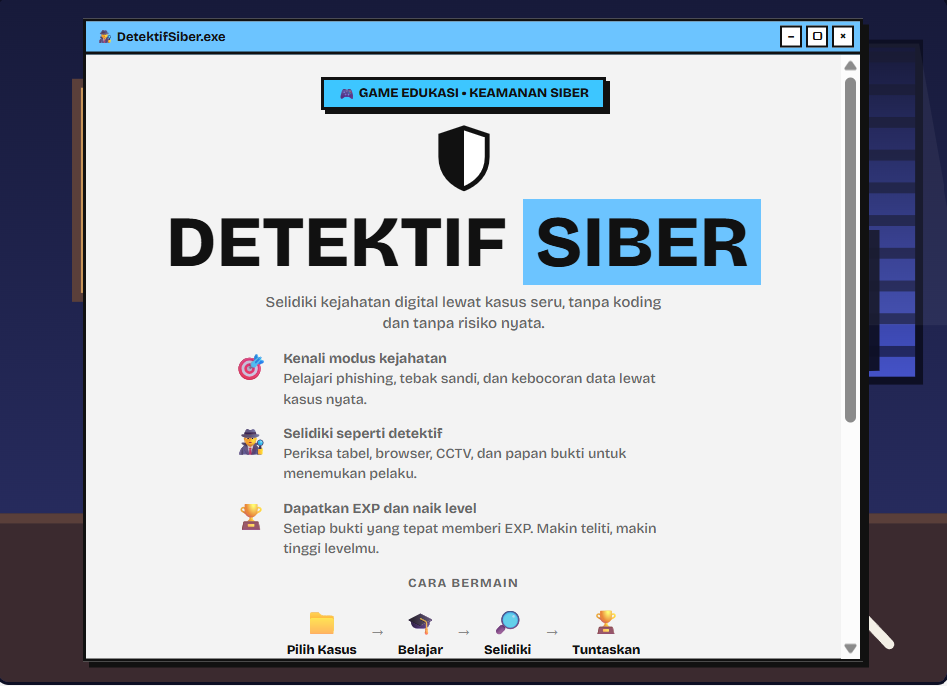 DetektifSiber.exe
GAME EDUKASI • KEAMANAN SIBER
DETEKTIF SIBER
Selidiki kejahatan digital lewat kasus seru, tanpa koding
dan tanpa risiko nyata.
Kenali modus kejahatan
Pelajari phishing, tebak sandi, dan kebocoran data lewat
kasus nyata.
Selidiki seperti detektif
Periksa tabel, browser, CCTV, dan papan bukti untuk
menemukan pelaku.
Dapatkan EXP dan naik level
Setiap bukti yang tepat memberi EXP. Makin teliti, makin
tinggi levelmu.
CARA BERMAIN
Pilih Kasus → Belajar → Selidiki → Tuntaskan